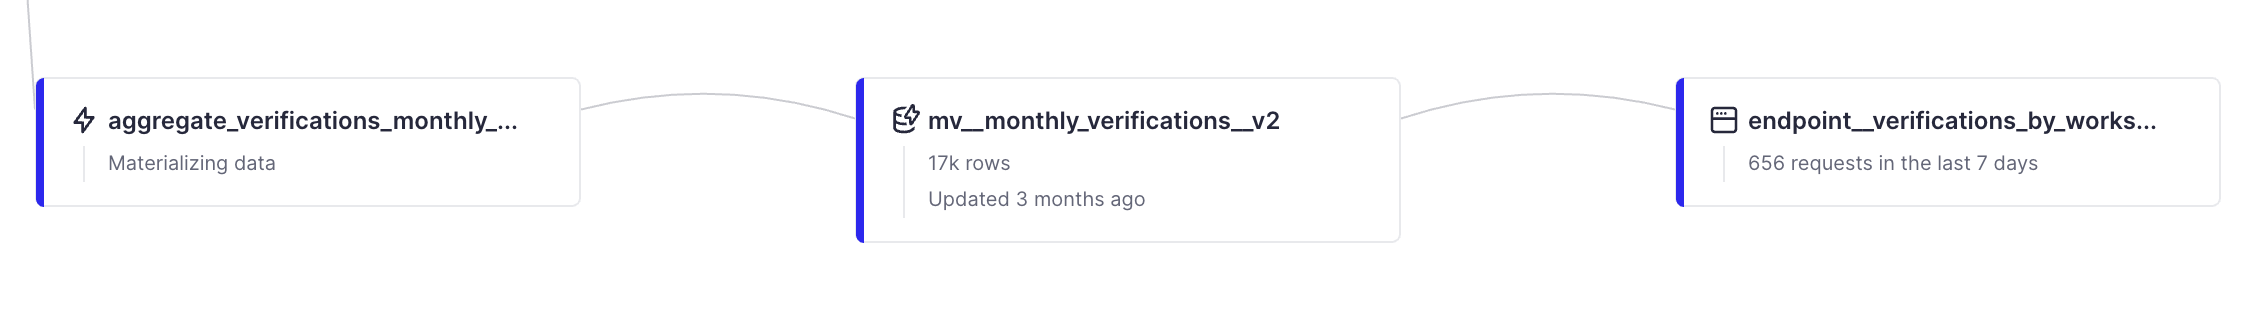 aggregate_verifications_monthly_...
Materializing data
mv__monthly_verifications__v2
17k rows
Updated 3 months ago
endpoint__verifications_by_works...
656 requests in the last 7 days